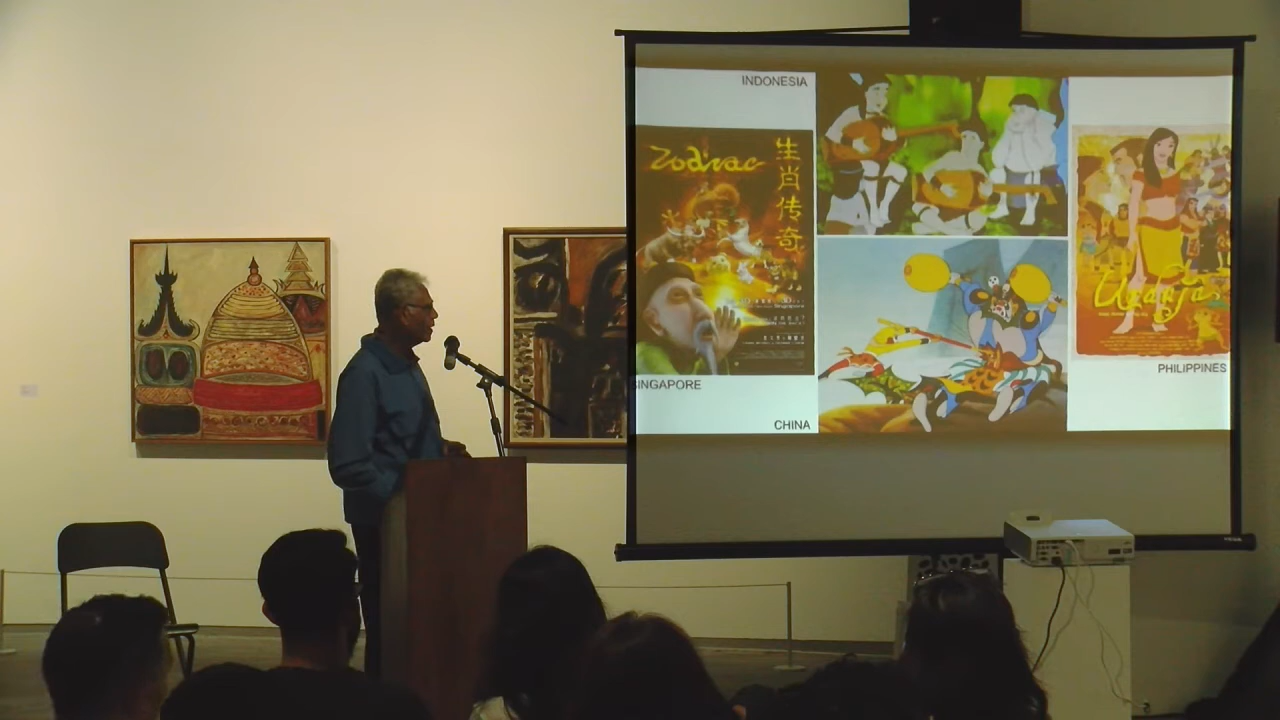 INDONESIA
Zodiac
生肖传奇
Urduja
SINGAPORE
PHILIPPINES
CHINA